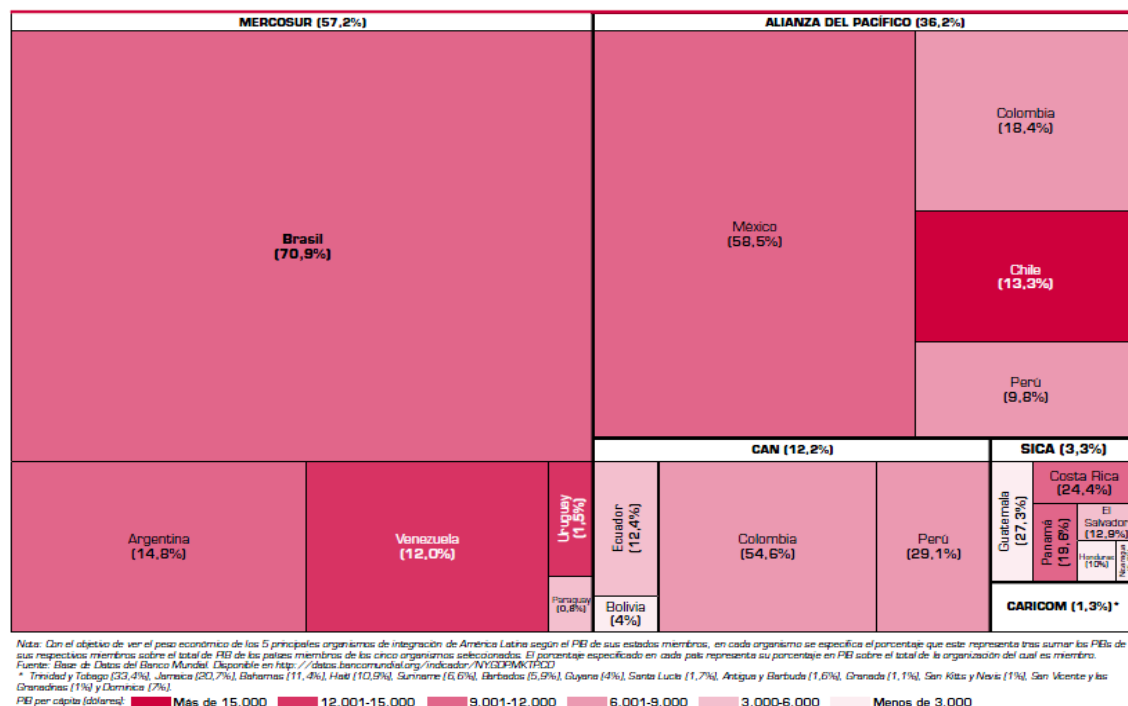 MERCOSUR (57,2%)
ALIANZA DEL PACÍFICO (36,2%)
Brasil
(70,9%)
Argentina
(14,8%)
Venezuela
(12,0%)
Uruguay
(1,5%)
Paraguay
(0,8%)
México
(58,5%)
Colombia
(18,4%)
Chile
(13,3%)
Perú
(9,8%)
CAN (12,2%)
Ecuador
(12,4%)
Bolivia
(4%)
Colombia
(54,6%)
Perú
(29,1%)
SICA (3,3%)
Guatemala
(27,3%)
Costa Rica
(24,4%)
Panamá
(19,6%)
El
Salvador
(12,9%)
Honduras
(10%)
Nicaragua
CARICOM (1,3%)*
Nota: Con el objetivo de ver el peso económico de los 5 principales organismos de integración de América Latina según el PIB de sus estados miembros, en cada organismo se especifica el porcentaje que este representa tras sumar los PIBs de
sus respectivos miembros sobre el total de PIB de los países miembros de los cinco organismos seleccionados. El porcentaje especificado en cada país representa su porcentaje en PIB sobre el total de la organización del cual es miembro.
Fuente: Base de Datos del Banco Mundial. Disponible en http://datos.bancomundial.org/indicador/NY.GDP.MKTP.CD
* Trinidad y Tobago (33,4%), Jamaica (20,7%), Bahamas (11,4%), Haití (10,9%), Suriname (6,6%), Barbados (5,9%), Guyana (4%), Santa Lucía (1,7%), Antigua y Barbuda (1,6%), Granada (1,1%), San Kitts y Nevis (1%), San Vicente y las
Granadinas (1%) y Dominica (7%).
PIB per cápita (dólares): Más de 15.000 12.001-15.000 9.001-12.000 6.001-9.000 3.000-6.000 Menos de 3.000